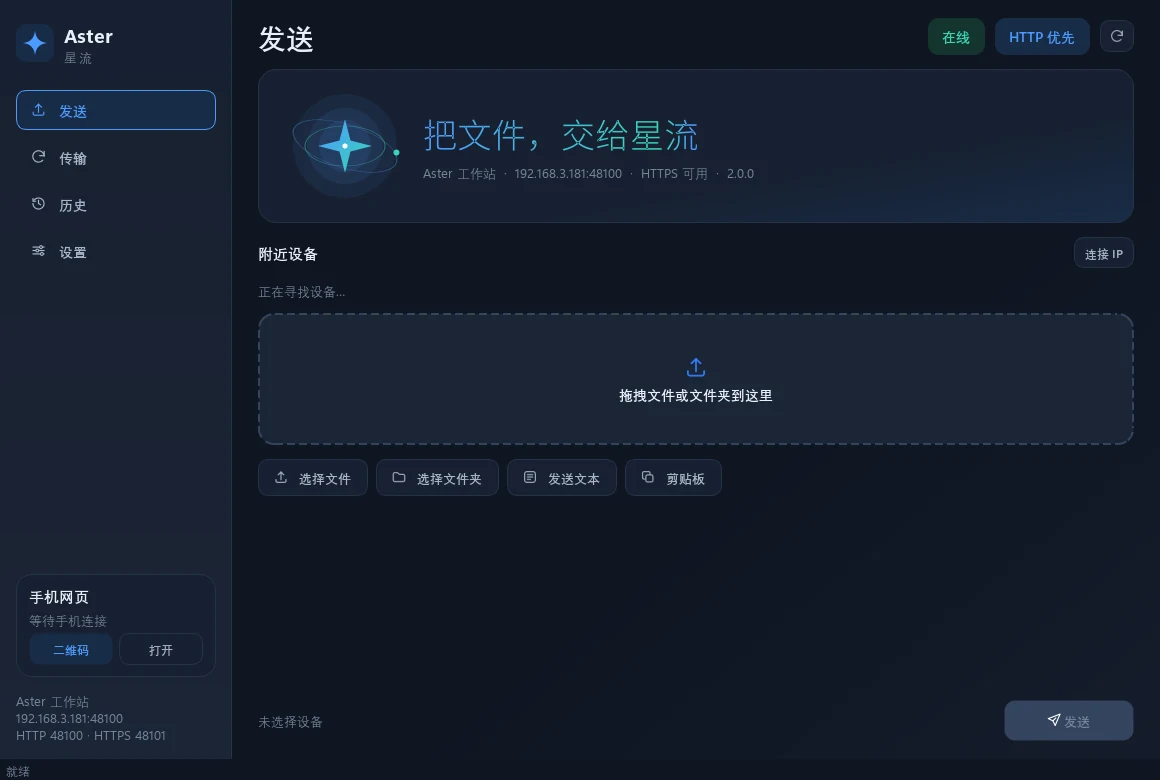 Aster
星流
发送
传输
历史
设置
手机网页
等待手机连接
二维码
打开
Aster 工作站
192.168.3.181:48100
HTTP 48100 · HTTPS 48101
就绪
发送
在线
HTTP 优先
把文件，交给星流
Aster 工作站 · 192.168.3.181:48100 · HTTPS 可用 · 2.0.0
附近设备
连接 IP
正在寻找设备...
拖拽文件或文件夹到这里
选择文件
选择文件夹
发送文本
剪贴板
未选择设备
发送